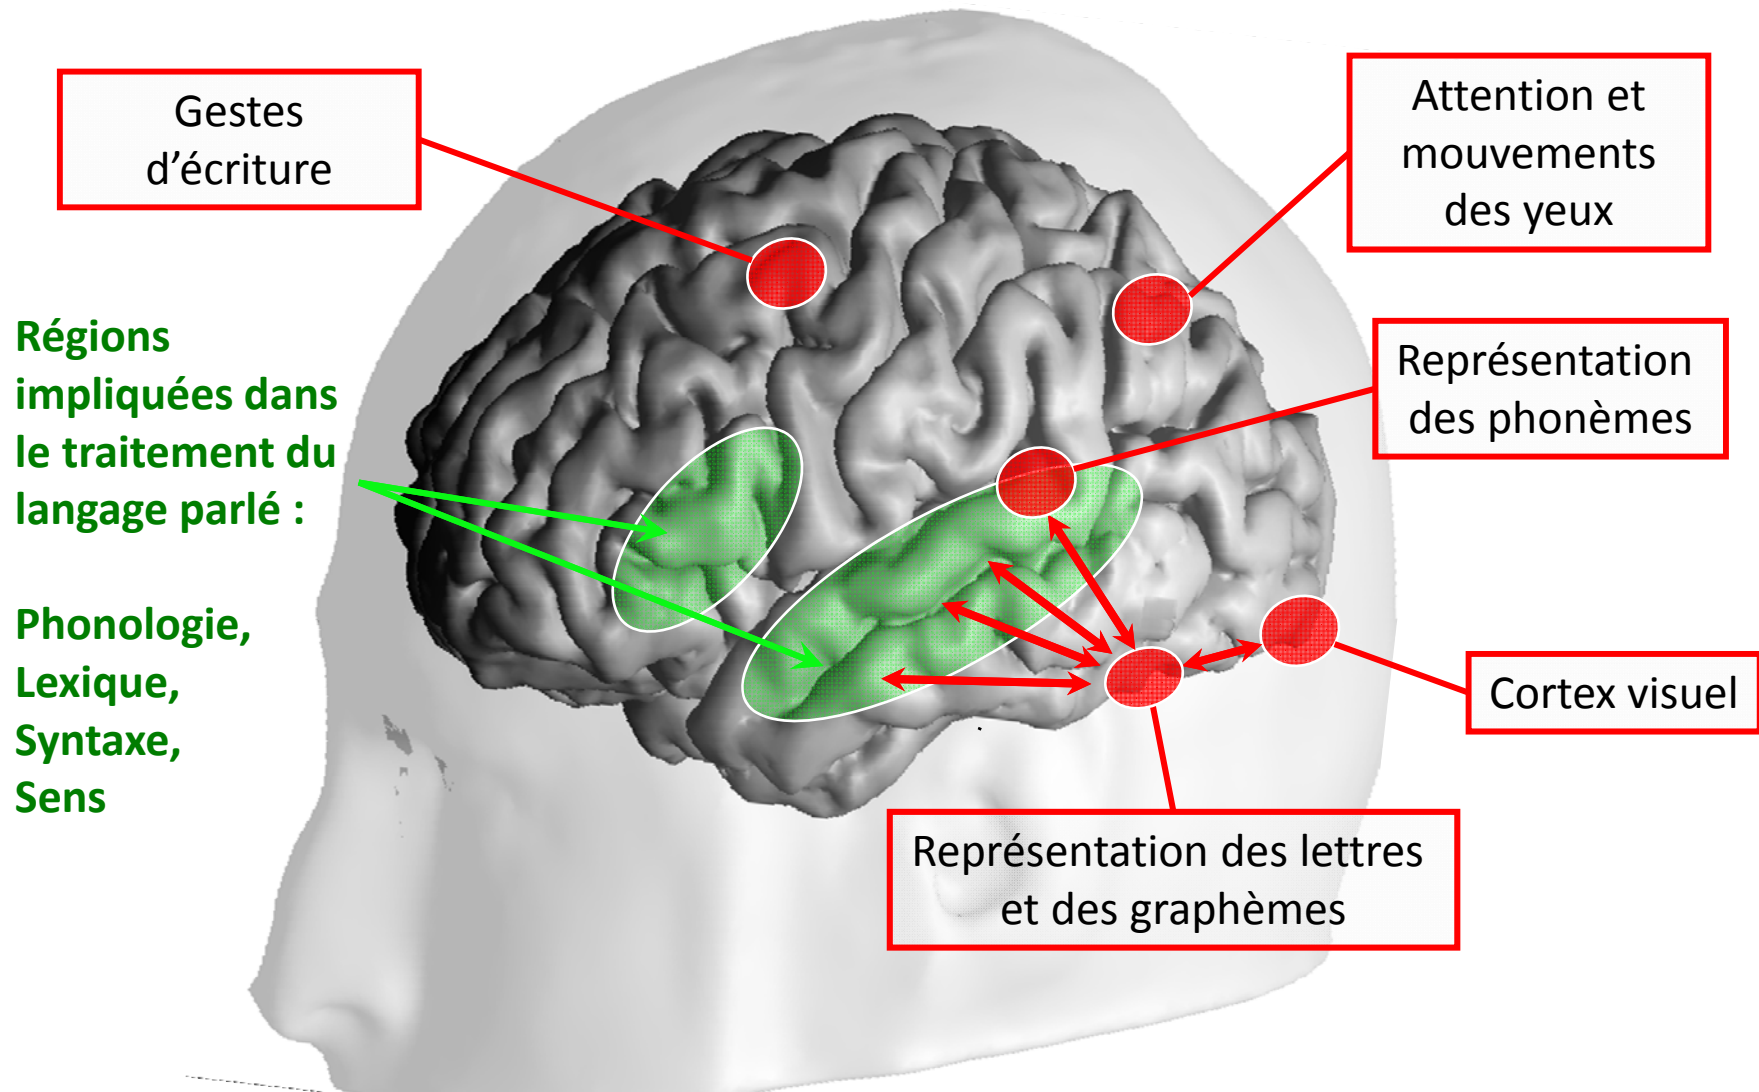 Gestes
d’écriture
Attention et
mouvements
des yeux
Régions
impliquées dans
le traitement du
langage parlé :
Représentation
des phonèmes
Phonologie,
Lexique,
Syntaxe,
Sens
Cortex visuel
Représentation des lettres
et des graphèmes